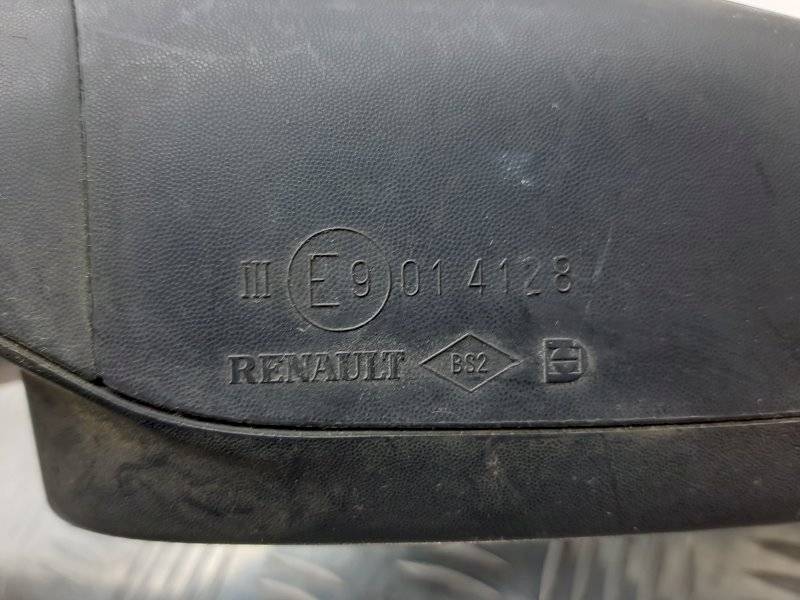 III E9 014128
RENAULT BS2